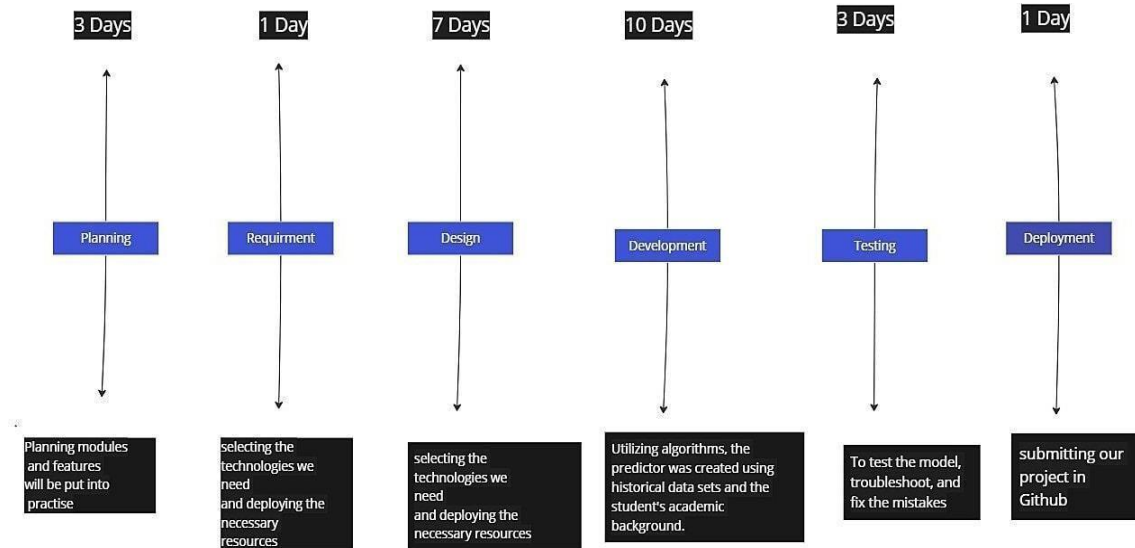 3 Days
1 Day
7 Days
10 Days
3 Days
1 Day
Planning
Requirment
Design
Development
Testing
Deployment
Planning modules
and features
will be put into
practise
selecting the
technologies we
need
and deploying the
necessary
resources
selecting the
technologies we
need
and deploying the
necessary resources
Utilizing algorithms, the
predictor was created using
historical data sets and the
student's academic
background.
To test the model,
troubleshoot, and
fix the mistakes
submitting our
project in
Github